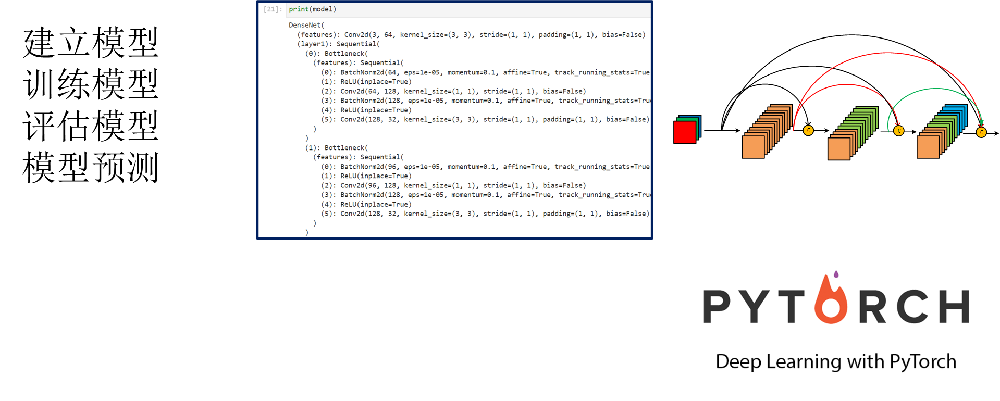 建立模型
训练模型
评估模型
模型预测
[21]: print(model)
DenseNet(
(features): Conv2d(3, 64, kernel_size=(3, 3), stride=(1, 1), padding=(1, 1), bias=False)
(layer1): Sequential(
(0): Bottleneck(
(features): Sequential(
(0): BatchNorm2d(64, eps=1e-05, momentum=0.1, affine=True, track_running_stats=True
(1): ReLU(inplace=True)
(2): Conv2d(64, 128, kernel_size=(1, 1), stride=(1, 1), bias=False)
(3): BatchNorm2d(128, eps=1e-05, momentum=0.1, affine=True, track_running_stats=Tru
(4): ReLU(inplace=True)
(5): Conv2d(128, 32, kernel_size=(3, 3), stride=(1, 1), padding=(1, 1), bias=False)
)
)
(1): Bottleneck(
(features): Sequential(
(0): BatchNorm2d(96, eps=1e-05, momentum=0.1, affine=True, track_running_stats=True
(1): ReLU(inplace=True)
(2): Conv2d(96, 128, kernel_size=(1, 1), stride=(1, 1), bias=False)
(3): BatchNorm2d(128, eps=1e-05, momentum=0.1, affine=True, track_running_stats=Tru
(4): ReLU(inplace=True)
(5): Conv2d(128, 32, kernel_size=(3, 3), stride=(1, 1), padding=(1, 1), bias=False)
)
)
C
C
C
PYTORCH
Deep Learning with PyTorch